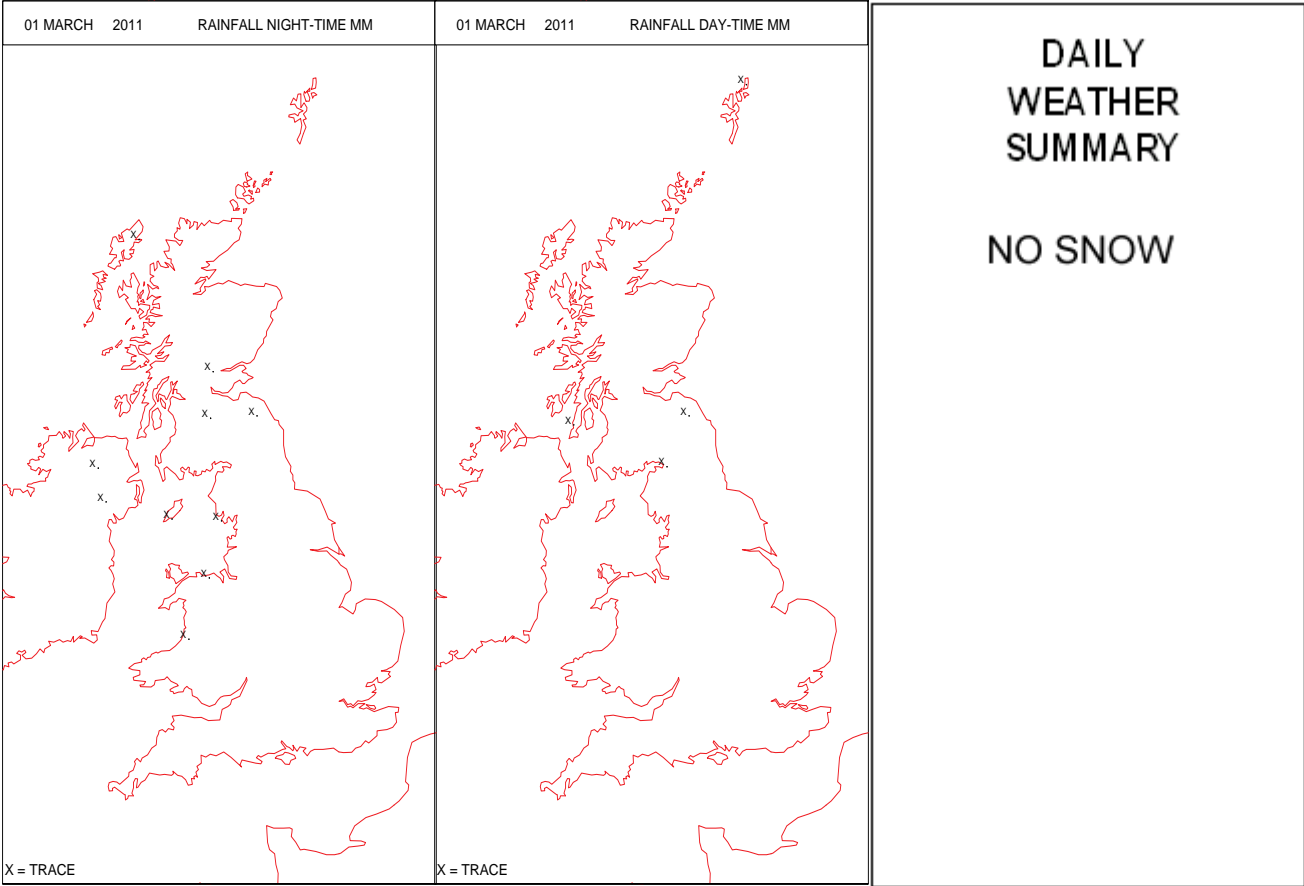 01 MARCH 2011 RAINFALL NIGHT-TIME MM
X
X.
X.
X.
X.
X.
X.
X.
X.
X.
X = TRACE
01 MARCH 2011 RAINFALL DAY-TIME MM
X.
X.
X.
X.
X = TRACE
DAILY
WEATHER
SUMMARY
NO SNOW